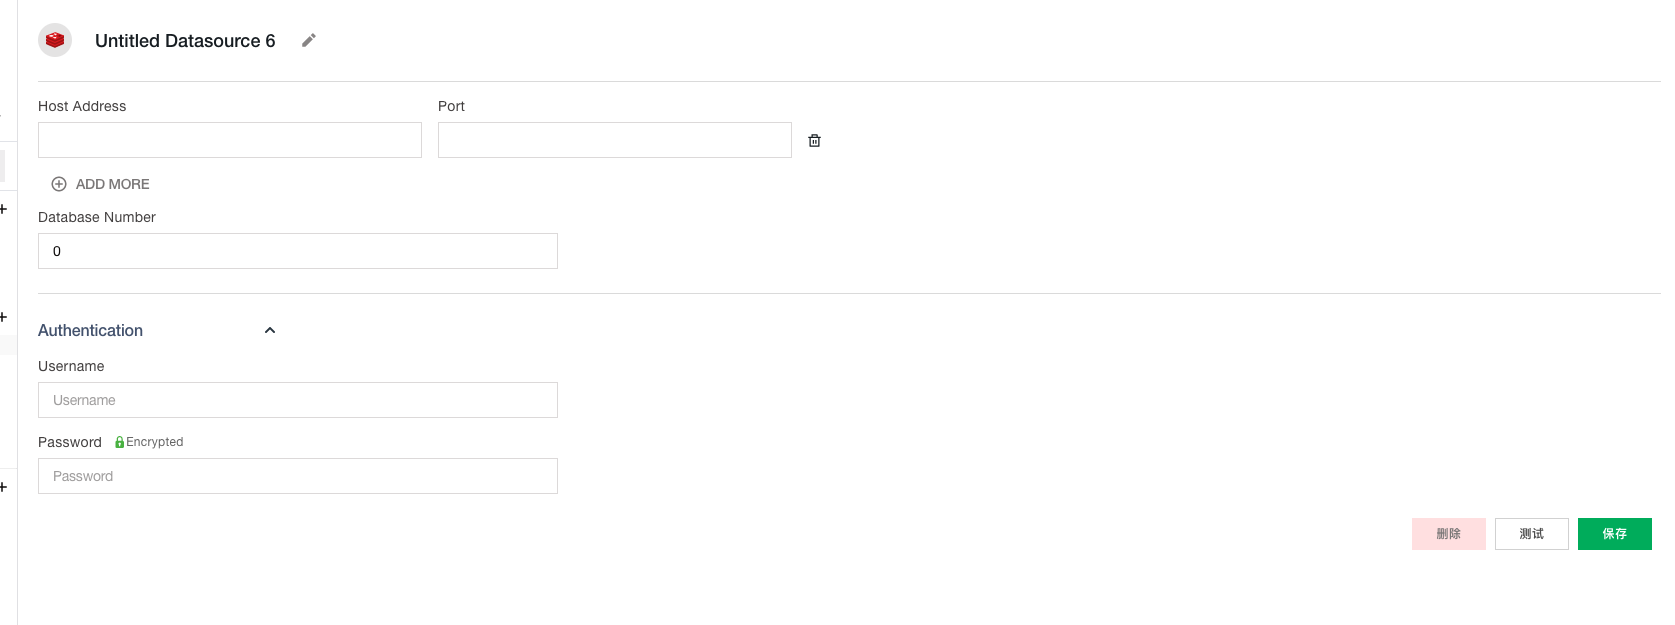 Untitled Datasource 6
Host Address Port
ADD MORE
Database Number
0
Authentication
Username
Username
Password Encrypted
Password
删除 测试 保存